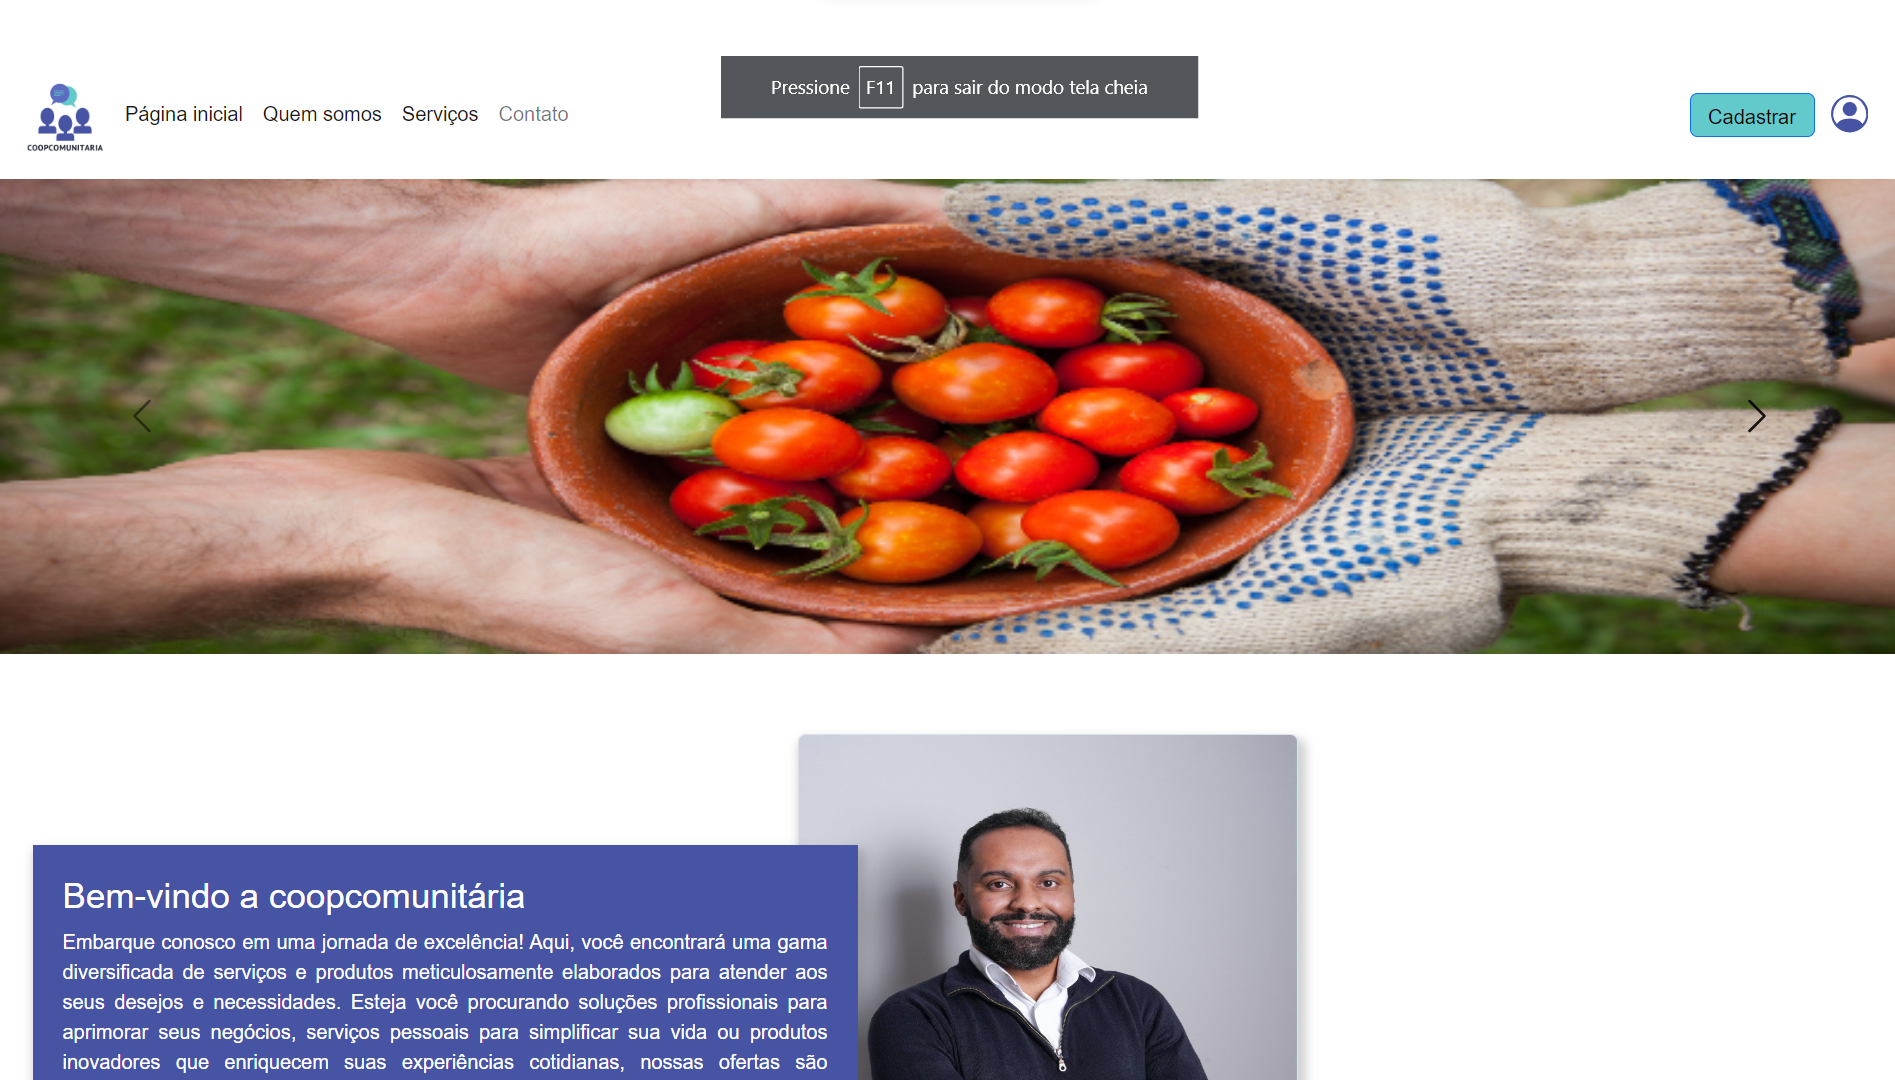 Pressione F11 para sair do modo tela cheia
COOPCOMUNITARIA
Página inicial Quem somos Serviços Contato
Cadastrar
Bem-vindo a coopcomunitária
Embarque conosco em uma jornada de excelência! Aqui, você encontrará uma gama
diversificada de serviços e produtos meticulosamente elaborados para atender aos
seus desejos e necessidades. Esteja você procurando soluções profissionais para
aprimorar seus negócios, serviços pessoais para simplificar sua vida ou produtos
inovadores que enriquecem suas experiências cotidianas, nossas ofertas são